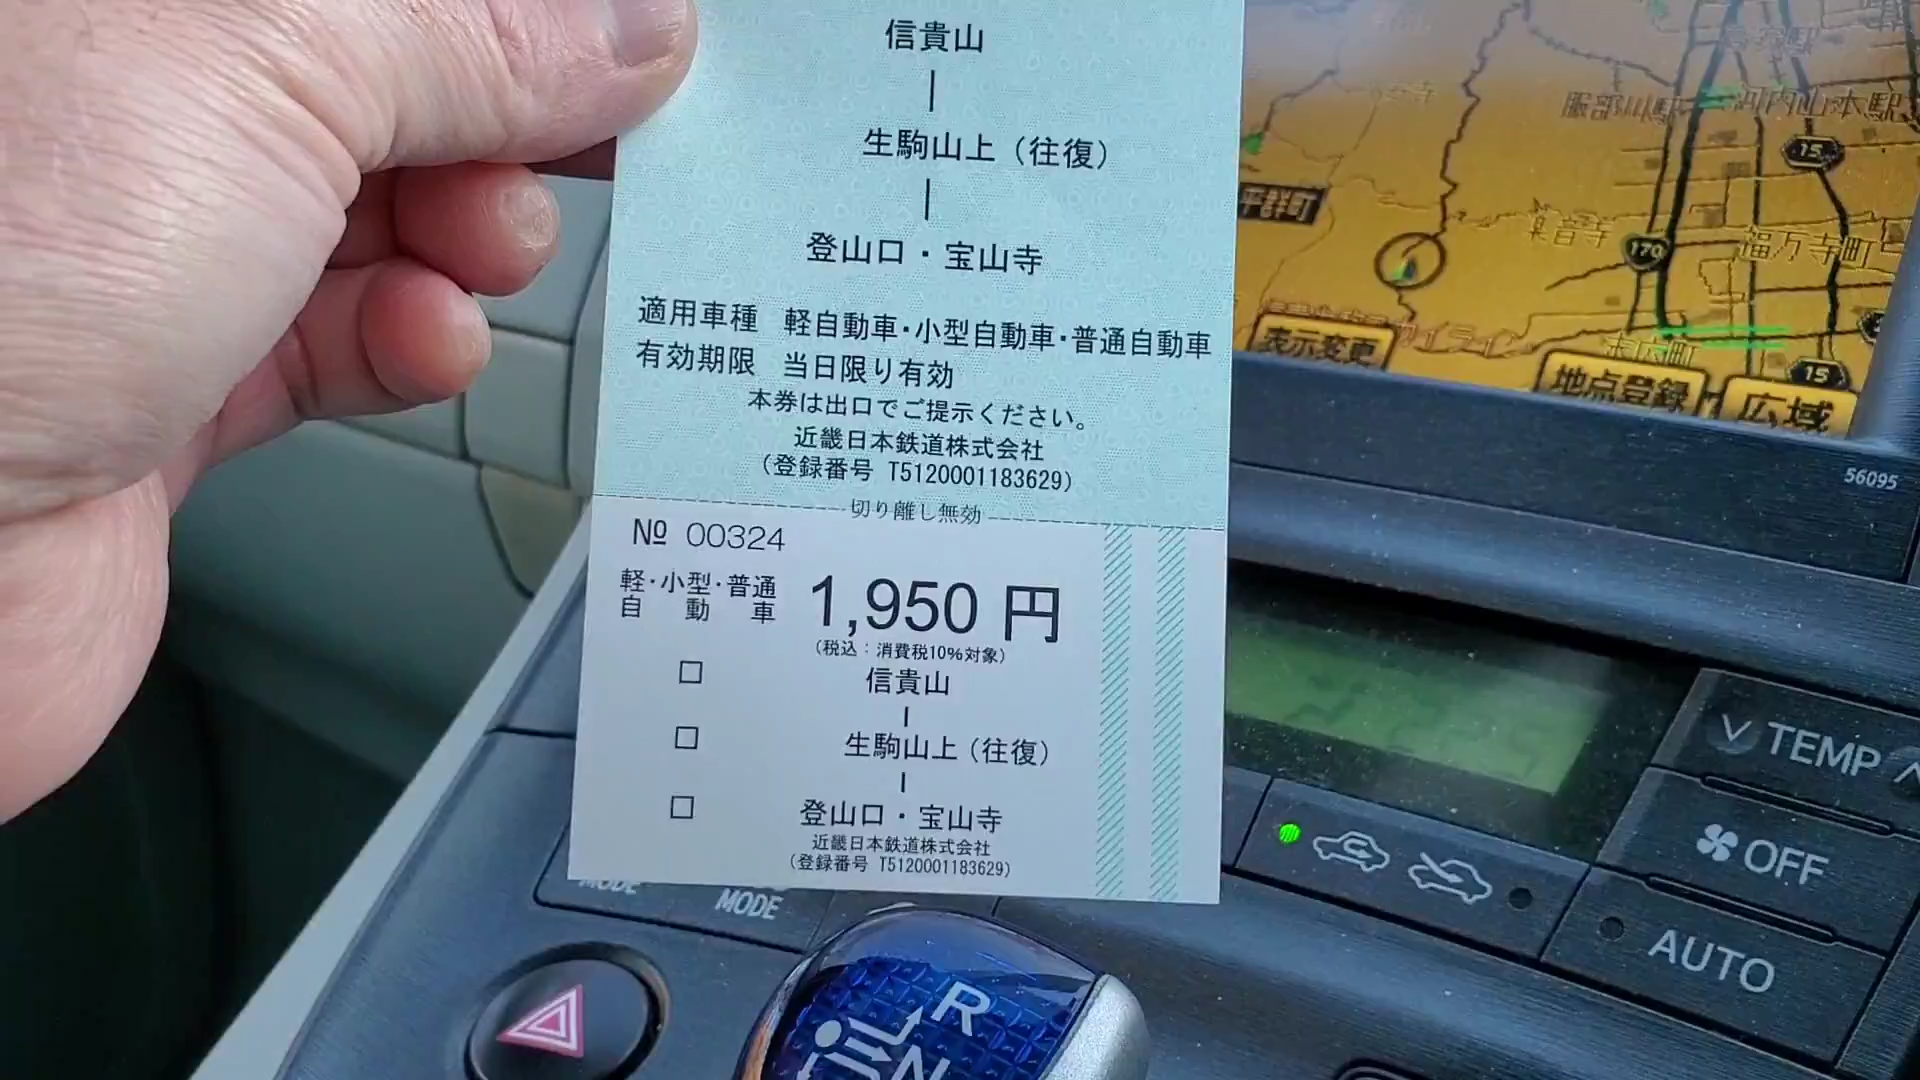 信貴山
|
生駒山上（往復）
|
登山口・宝山寺
適用車種 軽自動車・小型自動車・普通自動車
有効期限 当日限り有効
本券は出口でご提示ください。
近畿日本鉄道株式会社
（登録番号 T5120001183629）
切り離し無効
№ 00324
軽・小型・普通
自動車
1,950円
（税込：消費税10%対象）
□ 信貴山
|
□ 生駒山上（往復）
|
□ 登山口・宝山寺
近畿日本鉄道株式会社
（登録番号 T5120001183629）
服部川駅
河内山本駅
15
平群町
170
福万寺町
表示変更
地点登録
15
広域
56095
TEMP
OFF
AUTO
MODE
MODE
R
N